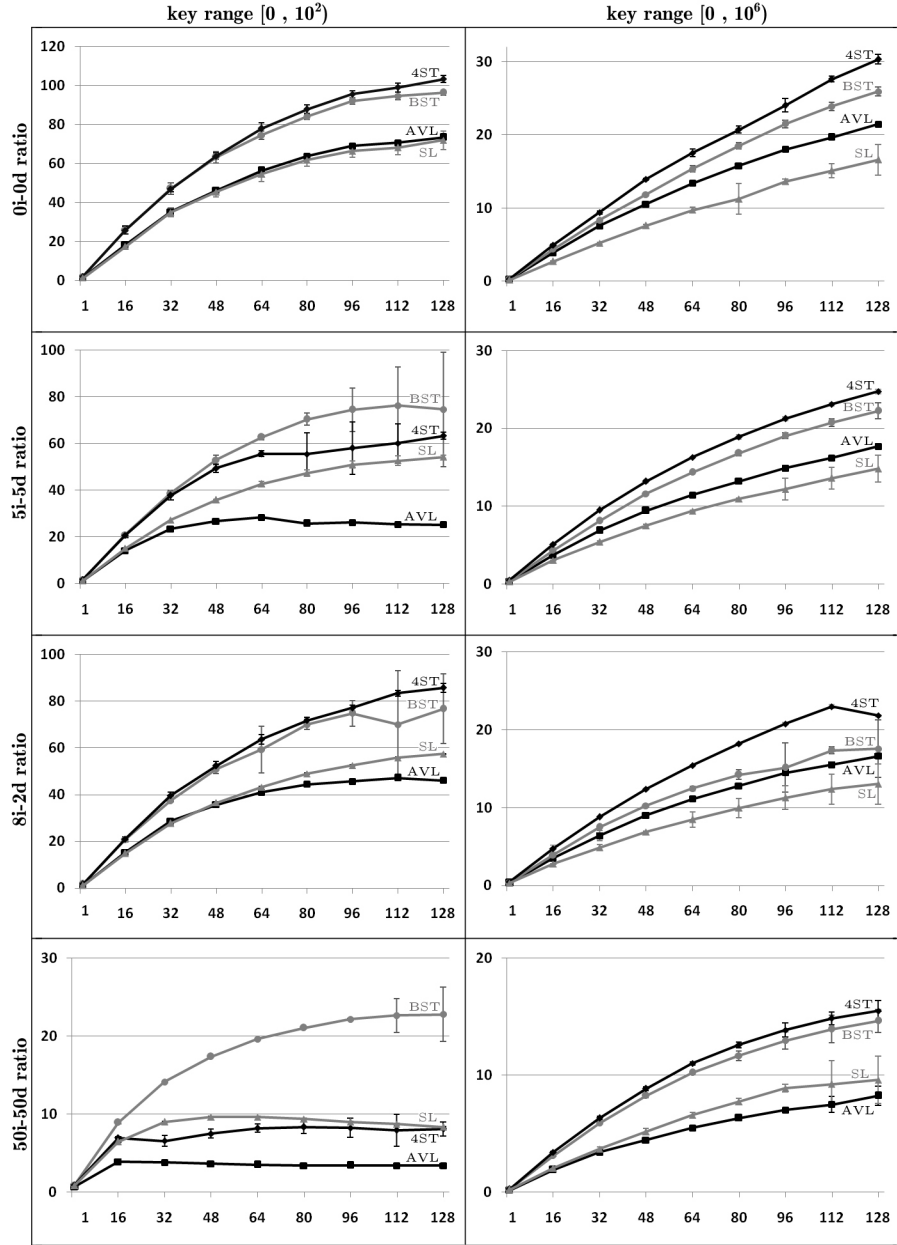 key range [0 , 10²) key range [0 , 10⁶)
0i-0d ratio
120
100
80
60
40
20
0
4ST
BST
AVL
SL
1 16 32 48 64 80 96 112 128
30
20
10
0
4ST
BST
AVL
SL
1 16 32 48 64 80 96 112 128
5i-5d ratio
100
80
60
40
20
0
BST
4ST
SL
AVL
1 16 32 48 64 80 96 112 128
30
20
10
0
4ST
BST
AVL
SL
1 16 32 48 64 80 96 112 128
8i-2d ratio
100
80
60
40
20
0
4ST
BST
SL
AVL
1 16 32 48 64 80 96 112 128
30
20
10
0
4ST
BST
AVL
SL
1 16 32 48 64 80 96 112 128
50i-50d ratio
30
20
10
0
BST
SL
4ST
AVL
1 16 32 48 64 80 96 112 128
20
10
0
4ST
BST
SL
AVL
1 16 32 48 64 80 96 112 128